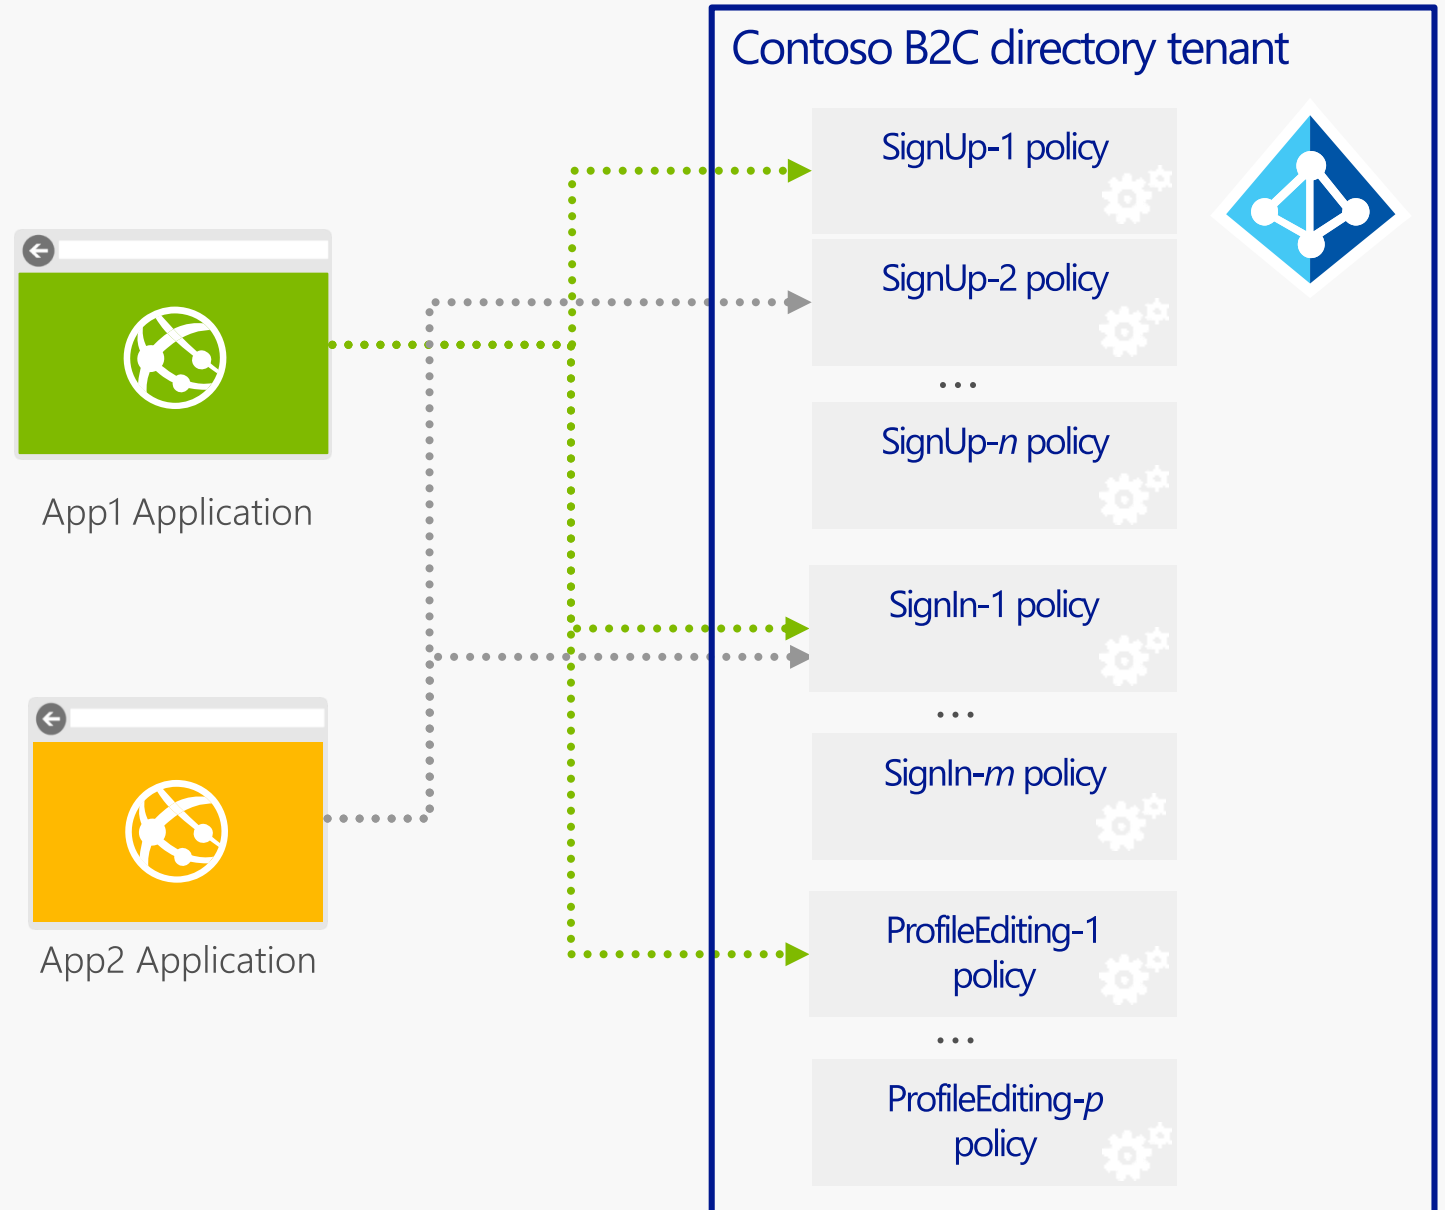 Contoso B2C directory tenant
SignUp-1 policy
SignUp-2 policy
...
SignUp-n policy
App1 Application
SignIn-1 policy
...
SignIn-m policy
App2 Application
ProfileEditing-1
policy
...
ProfileEditing-p
policy